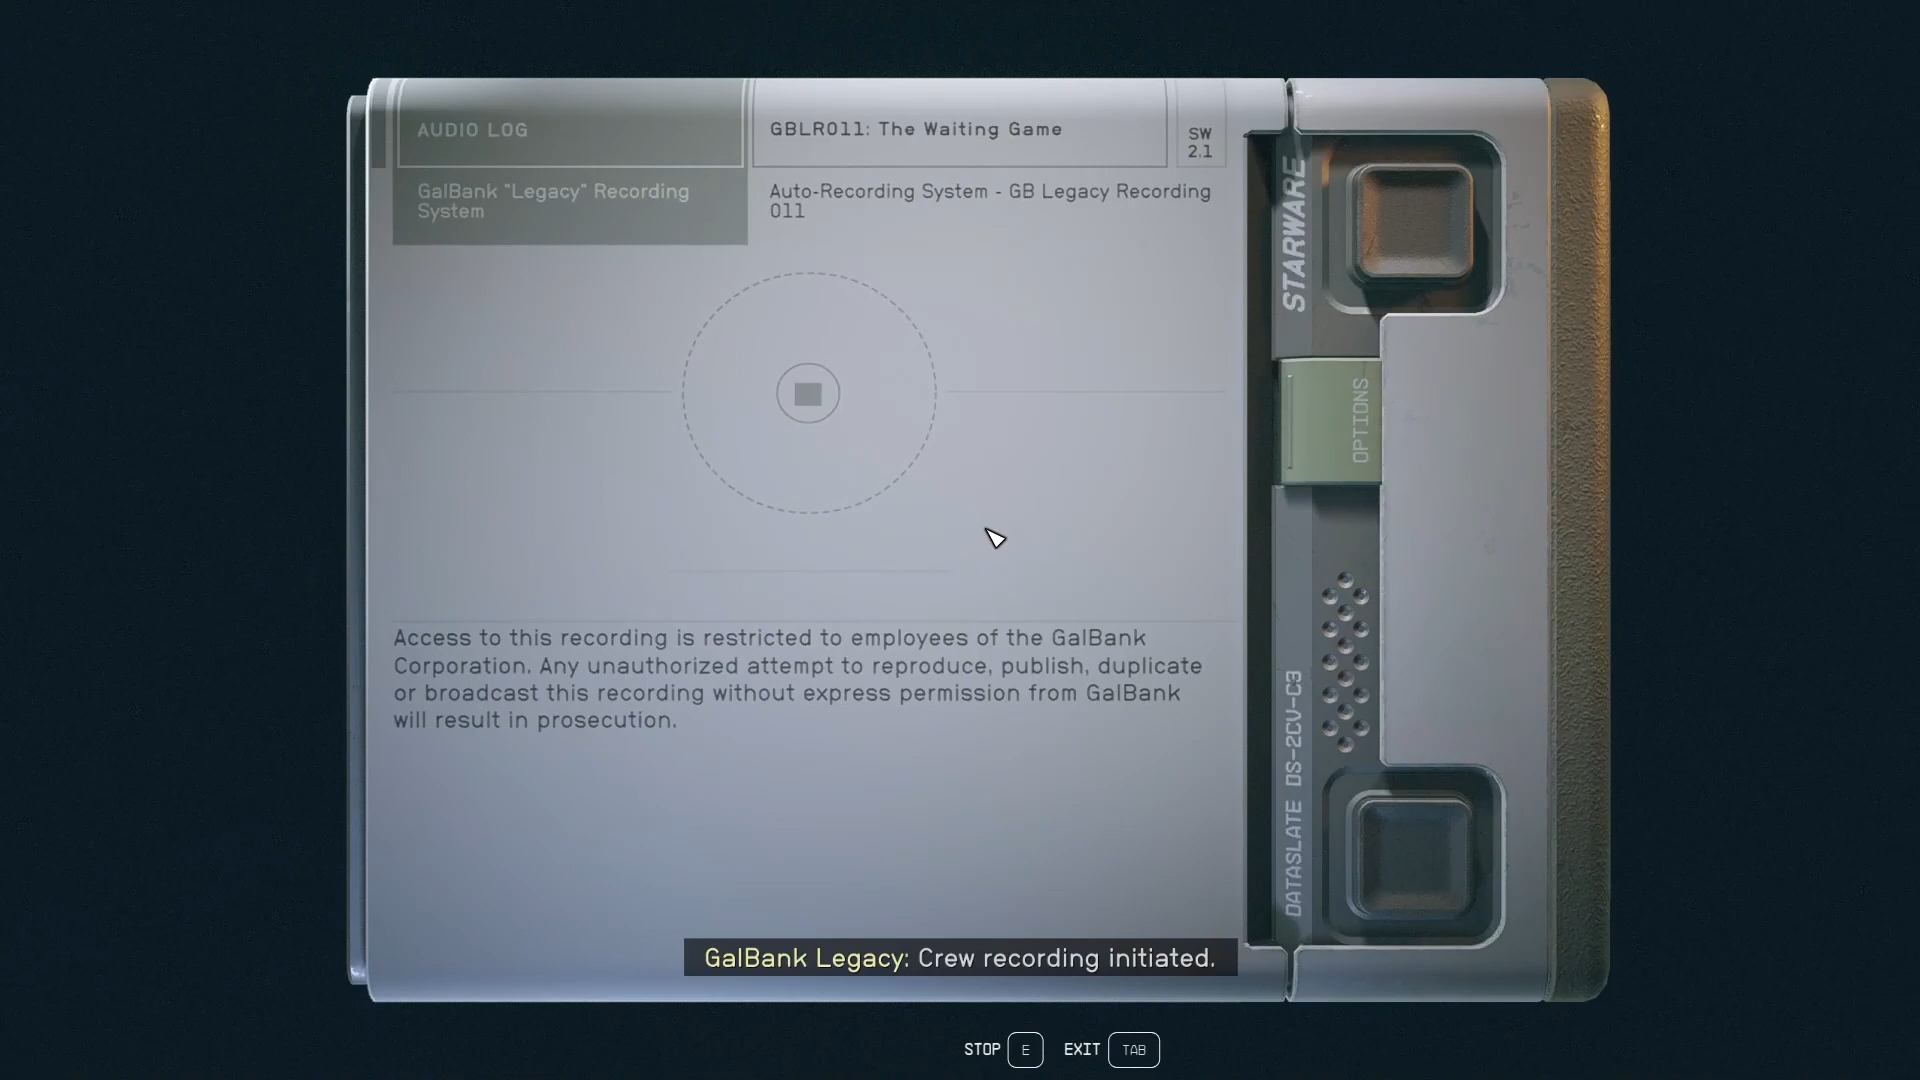 AUDIO LOG
GBLR011: The Waiting Game
SW
2.1
GalBank "Legacy" Recording
System
Auto-Recording System - GB Legacy Recording
011
STARWARE
OPTIONS
DATASLATE DS-2CV-C3
Access to this recording is restricted to employees of the GalBank
Corporation. Any unauthorized attempt to reproduce, publish, duplicate
or broadcast this recording without express permission from GalBank
will result in prosecution.
GalBank Legacy: Crew recording initiated.
STOP E EXIT TAB